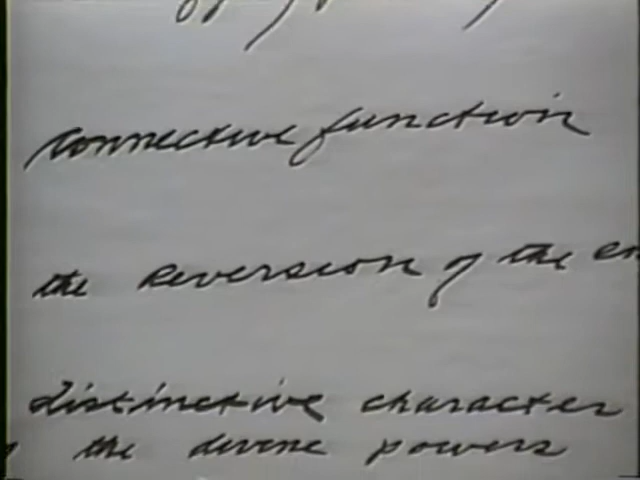 connective function
the Reversion of the
distinctive character
the divine powers